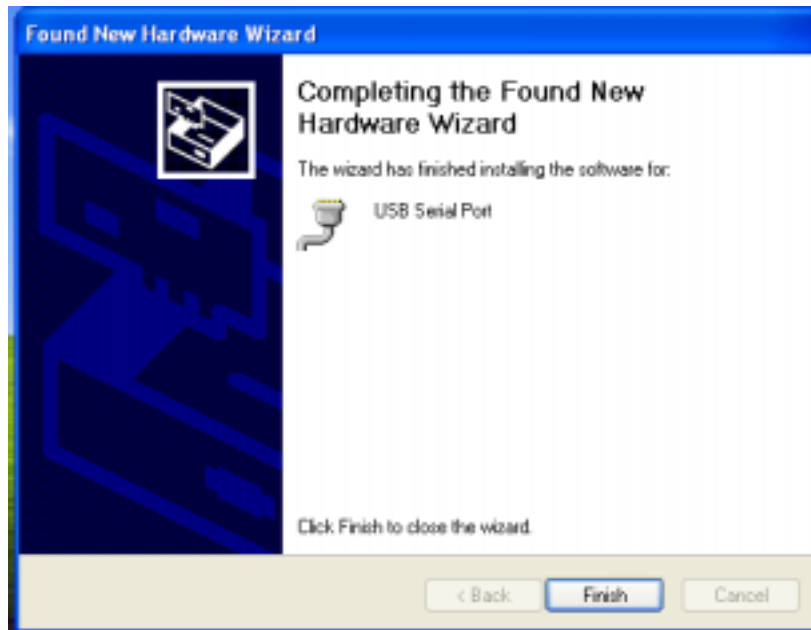 Found New Hardware Wizard
Completing the Found New
Hardware Wizard
The wizard has finished installing the software for:
USB Serial Port
Click Finish to close the wizard.
< Back
Finish
Cancel